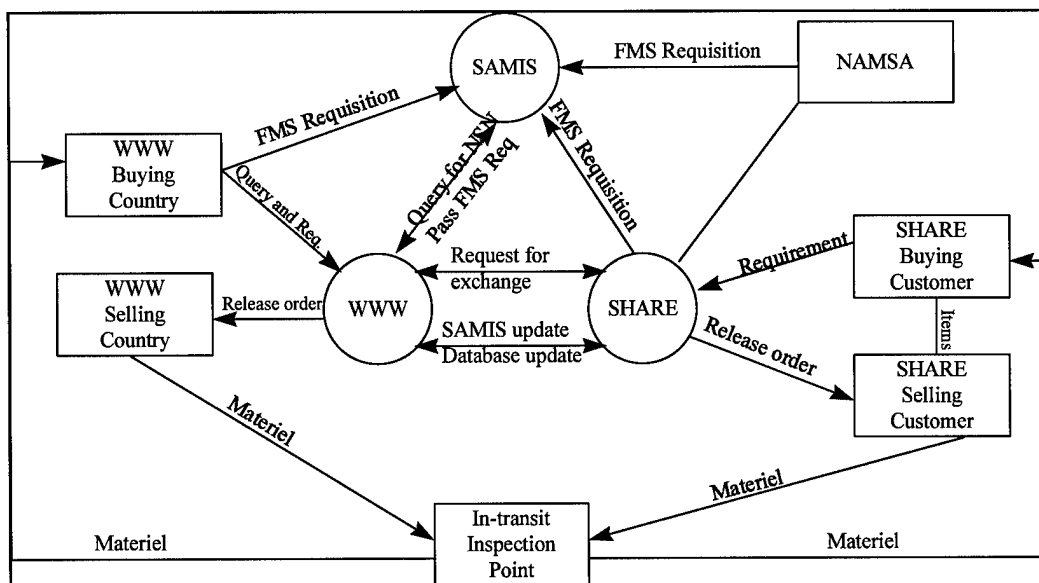 SAMIS
FMS Requisition
NAMSA
FMS Requisition
FMS Requisition
WWW
Buying
Country
Query and Req.
Query for NSN
Pass FMS Req
SHARE
Buying
Customer
Requirement
Request for
exchange
WWW
Selling
Country
Release order
WWW
SHARE
SAMIS update
Database update
Items
Release order
SHARE
Selling
Customer
Materiel
Materiel
In-transit
Inspection
Point
Materiel
Materiel